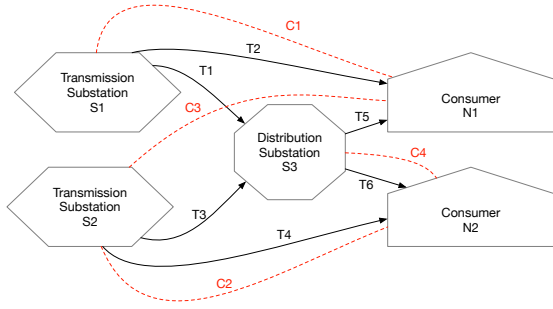 C1
T2
Transmission
Substation
S1
T1
C3
Consumer
N1
T5
Distribution
Substation
S3
C4
T6
Transmission
Substation
S2
T3
T4
Consumer
N2
C2